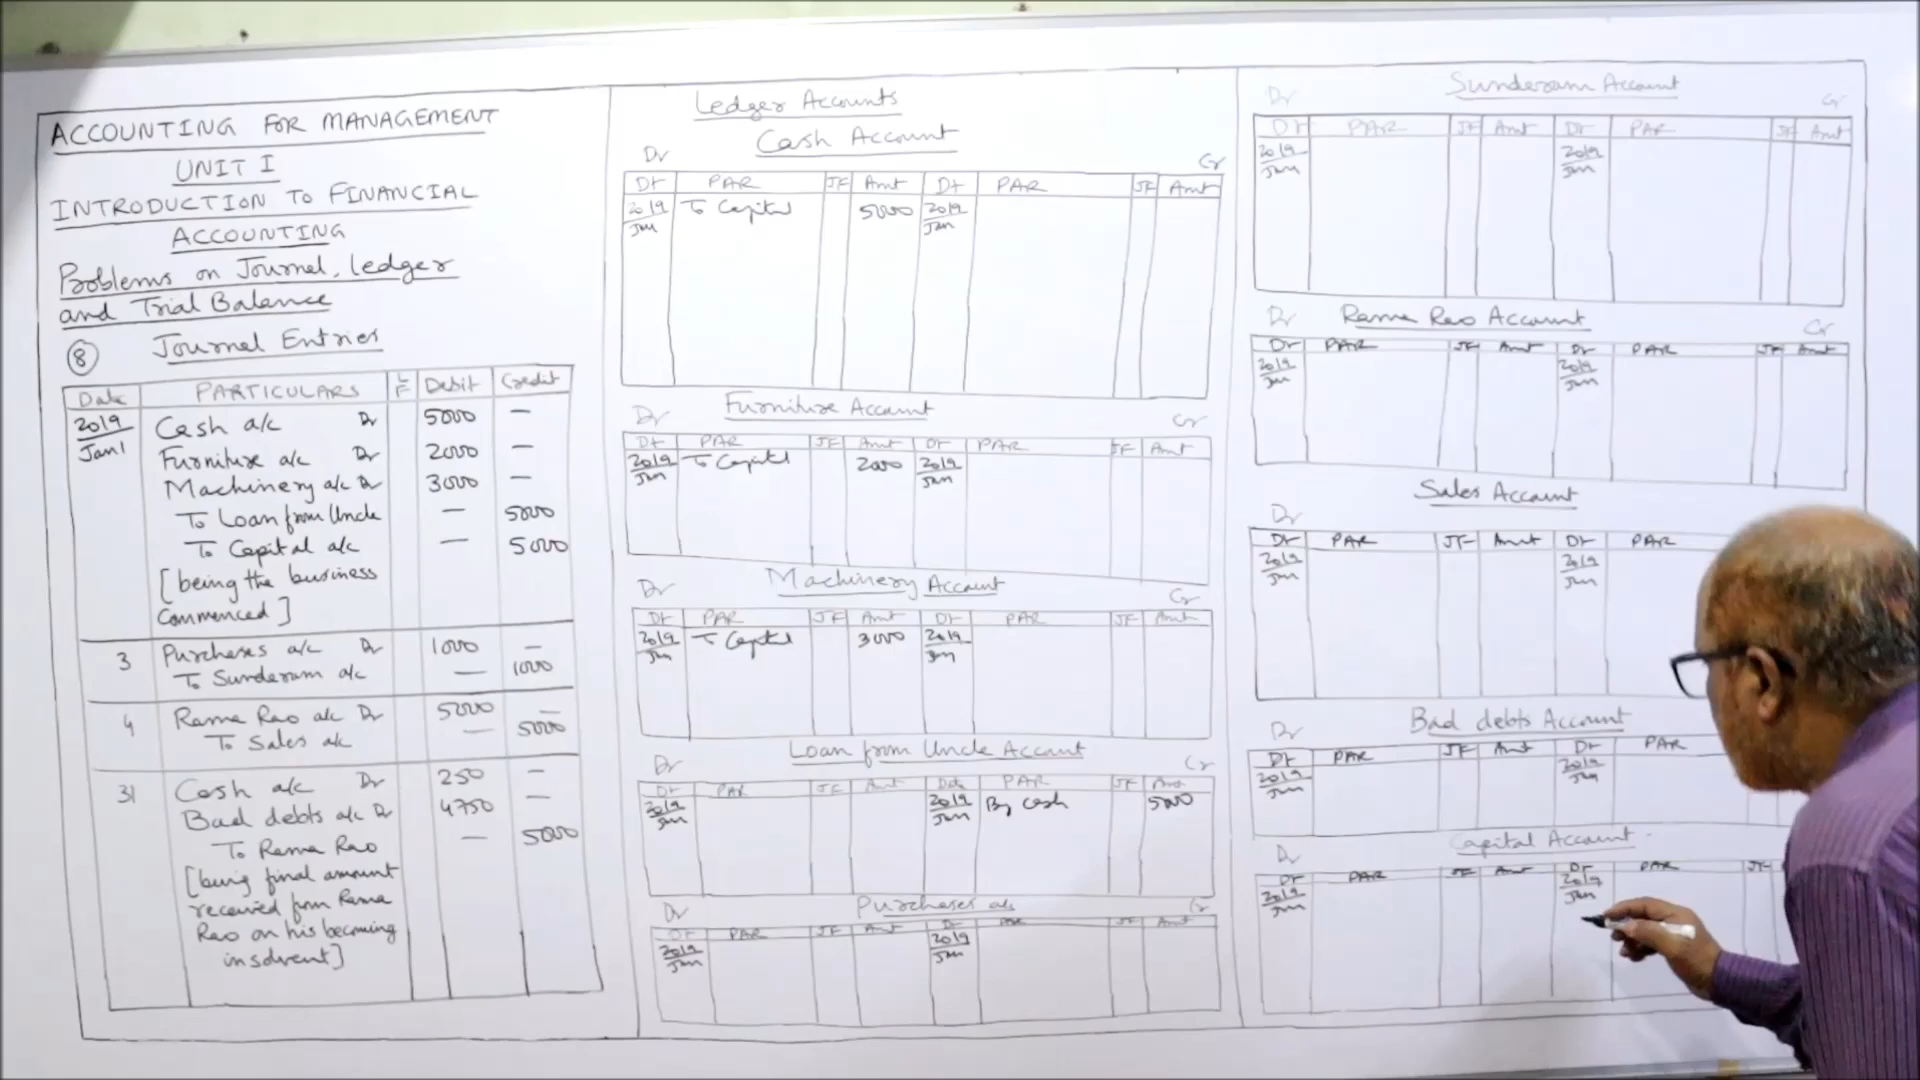 ACCOUNTING FOR MANAGEMENT
UNIT I
INTRODUCTION TO FINANCIAL
ACCOUNTING
Problems on Journal, ledger
and Trial Balance
8 Journal Entries
Date PARTICULARS LF Debit Credit
2019 Cash a/c Dr 5000 —
Jan 1 Furniture a/c Dr 2000 —
Machinery a/c Dr 3000 —
To Loan from Uncle — 5000
To Capital a/c — 5000
[being the business
commenced]
3 Purchases a/c Dr 1000 —
To Sunderam a/c — 1000
4 Rama Rao a/c Dr 5000 —
To Sales a/c — 5000
31 Cash a/c Dr 250 —
Bad debts a/c Dr 4750 —
To Rama Rao — 5000
[being final amount
received from Rama
Rao on his becoming
insolvent]
Ledger Accounts
Cash Account
Dr Cr
Dt PAR JF Amt Dt PAR JF Amt
2019 To Capital 5000 2019
Jan Jan
Furniture Account
Dr Cr
Dt PAR JF Amt Dt PAR JF Amt
2019 To Capital 2000 2019
Jan Jan
Machinery Account
Dr Cr
Dt PAR JF Amt Dt PAR JF Amt
2019 To Capital 3000 2019
Jan Jan
Loan from Uncle Account
Dr Cr
Dt PAR JF Amt Date PAR JF Amt
2019 2019 By Cash 5000
Jan Jan
Purchases a/c
Dr Cr
Dt PAR JF Amt Dt PAR JF Amt
2019 2019
Jan Jan
Sunderam Account
Dr Cr
Dt PAR JF Amt Dt PAR JF Amt
2019 2019
Jan Jan
Rama Rao Account
Dr Cr
Dt PAR JF Amt Dt PAR JF Amt
2019 2019
Jan Jan
Sales Account
Dr
Dt PAR JF Amt Dt PAR
2019 2019
Jan Jan
Bad debts Account
Dr
Dt PAR JF Amt Dt PAR
2019 2019
Jan Jan
Capital Account
Dr
Dt PAR JF Amt Dt PAR JF
2019 2019
Jan Jan